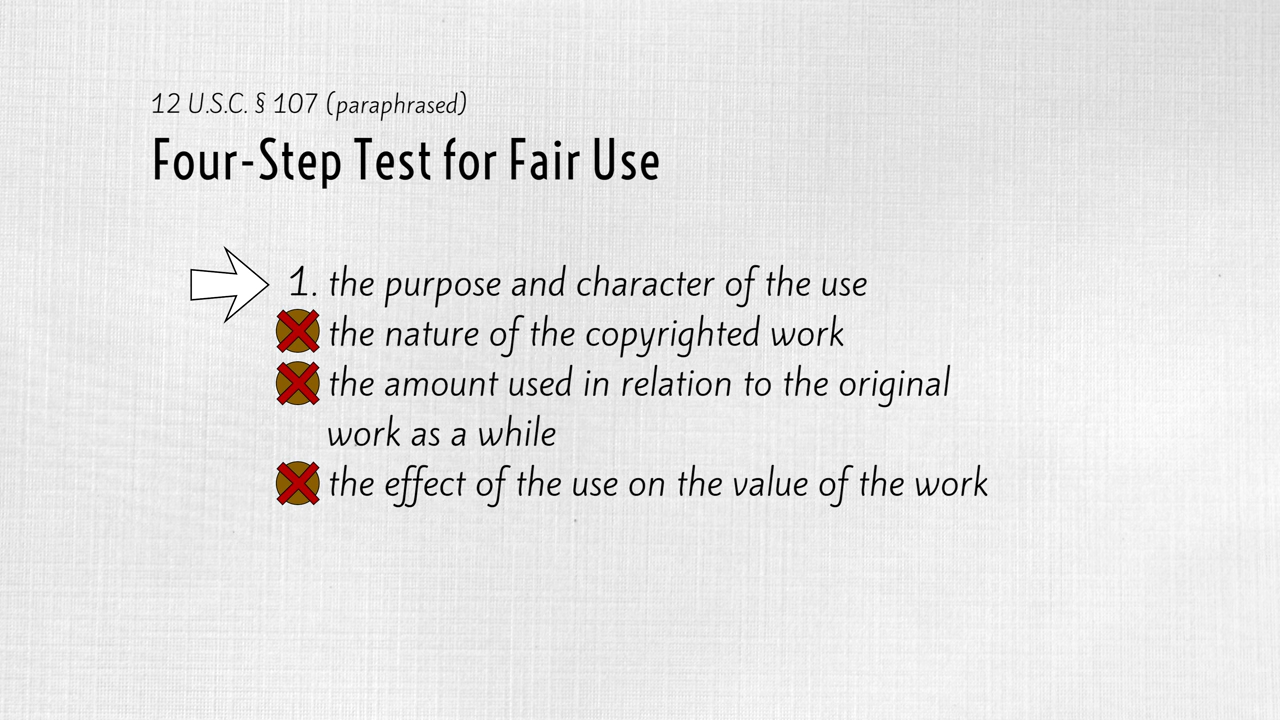 12 U.S.C. § 107 (paraphrased)
Four-Step Test for Fair Use
1. the purpose and character of the use
the nature of the copyrighted work
the amount used in relation to the original
work as a while
the effect of the use on the value of the work